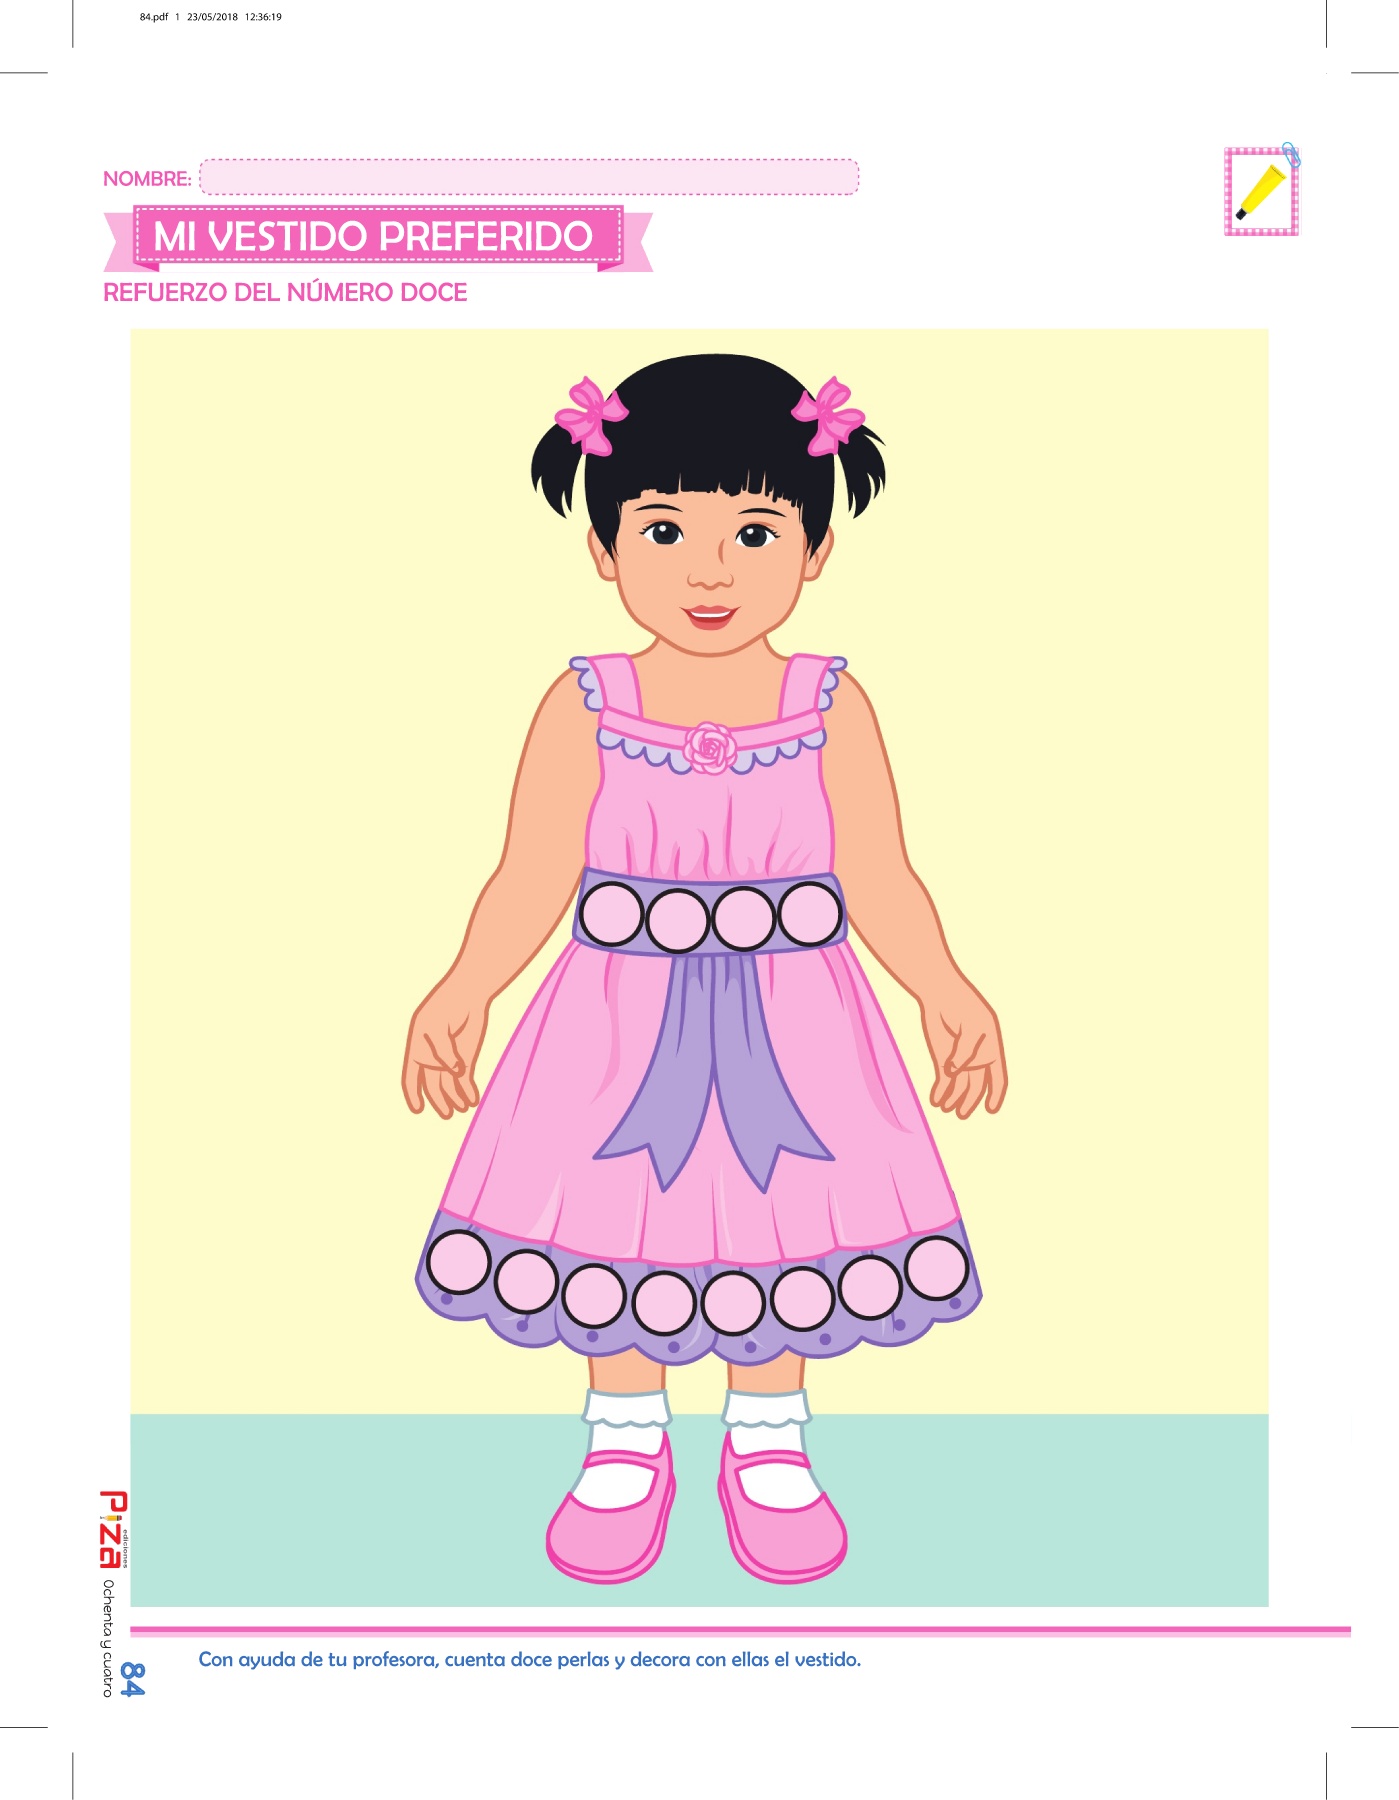 84.pdf 1 23/05/2018 12:36:19
NOMBRE:
MI VESTIDO PREFERIDO
REFUERZO DEL NÚMERO DOCE
Con ayuda de tu profesora, cuenta doce perlas y decora con ellas el vestido.
Piza
ediciones
Ochenta y cuatro
84